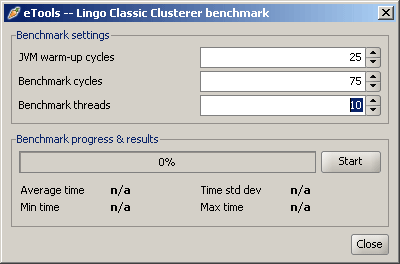 eTools -- Lingo Classic Clusterer benchmark
Benchmark settings
JVM warm-up cycles 25
Benchmark cycles 75
Benchmark threads 10
Benchmark progress & results
0% Start
Average time n/a Time std dev n/a
Min time n/a Max time n/a
Close